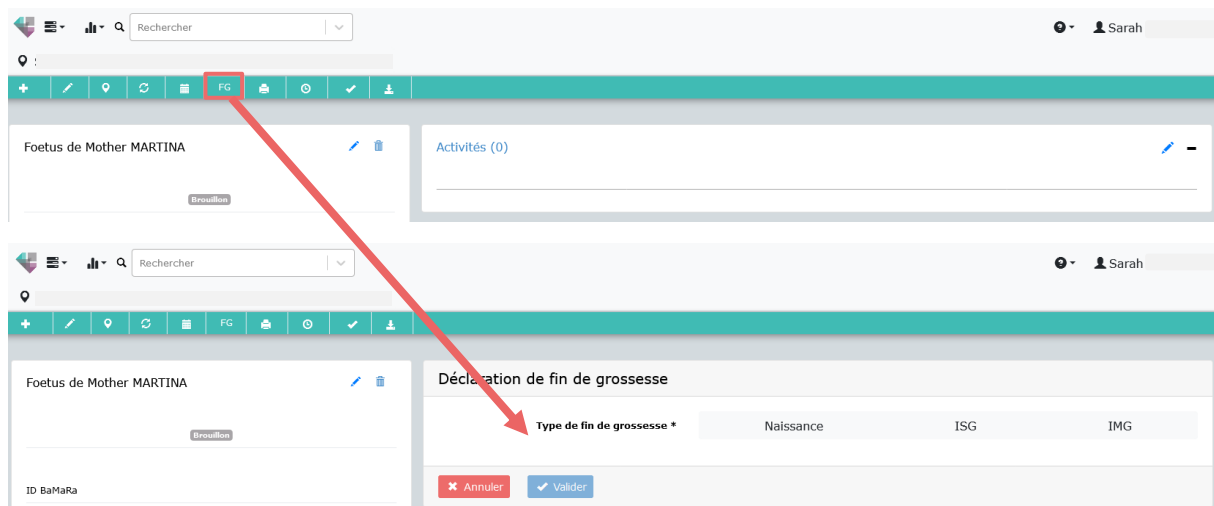 Rechercher
Sarah
FG
Foetus de Mother MARTINA
Brouillon
Activités (0)
Rechercher
Sarah
FG
Foetus de Mother MARTINA
Brouillon
ID BaMaRa
Déclaration de fin de grossesse
Type de fin de grossesse * Naissance ISG IMG
Annuler Valider